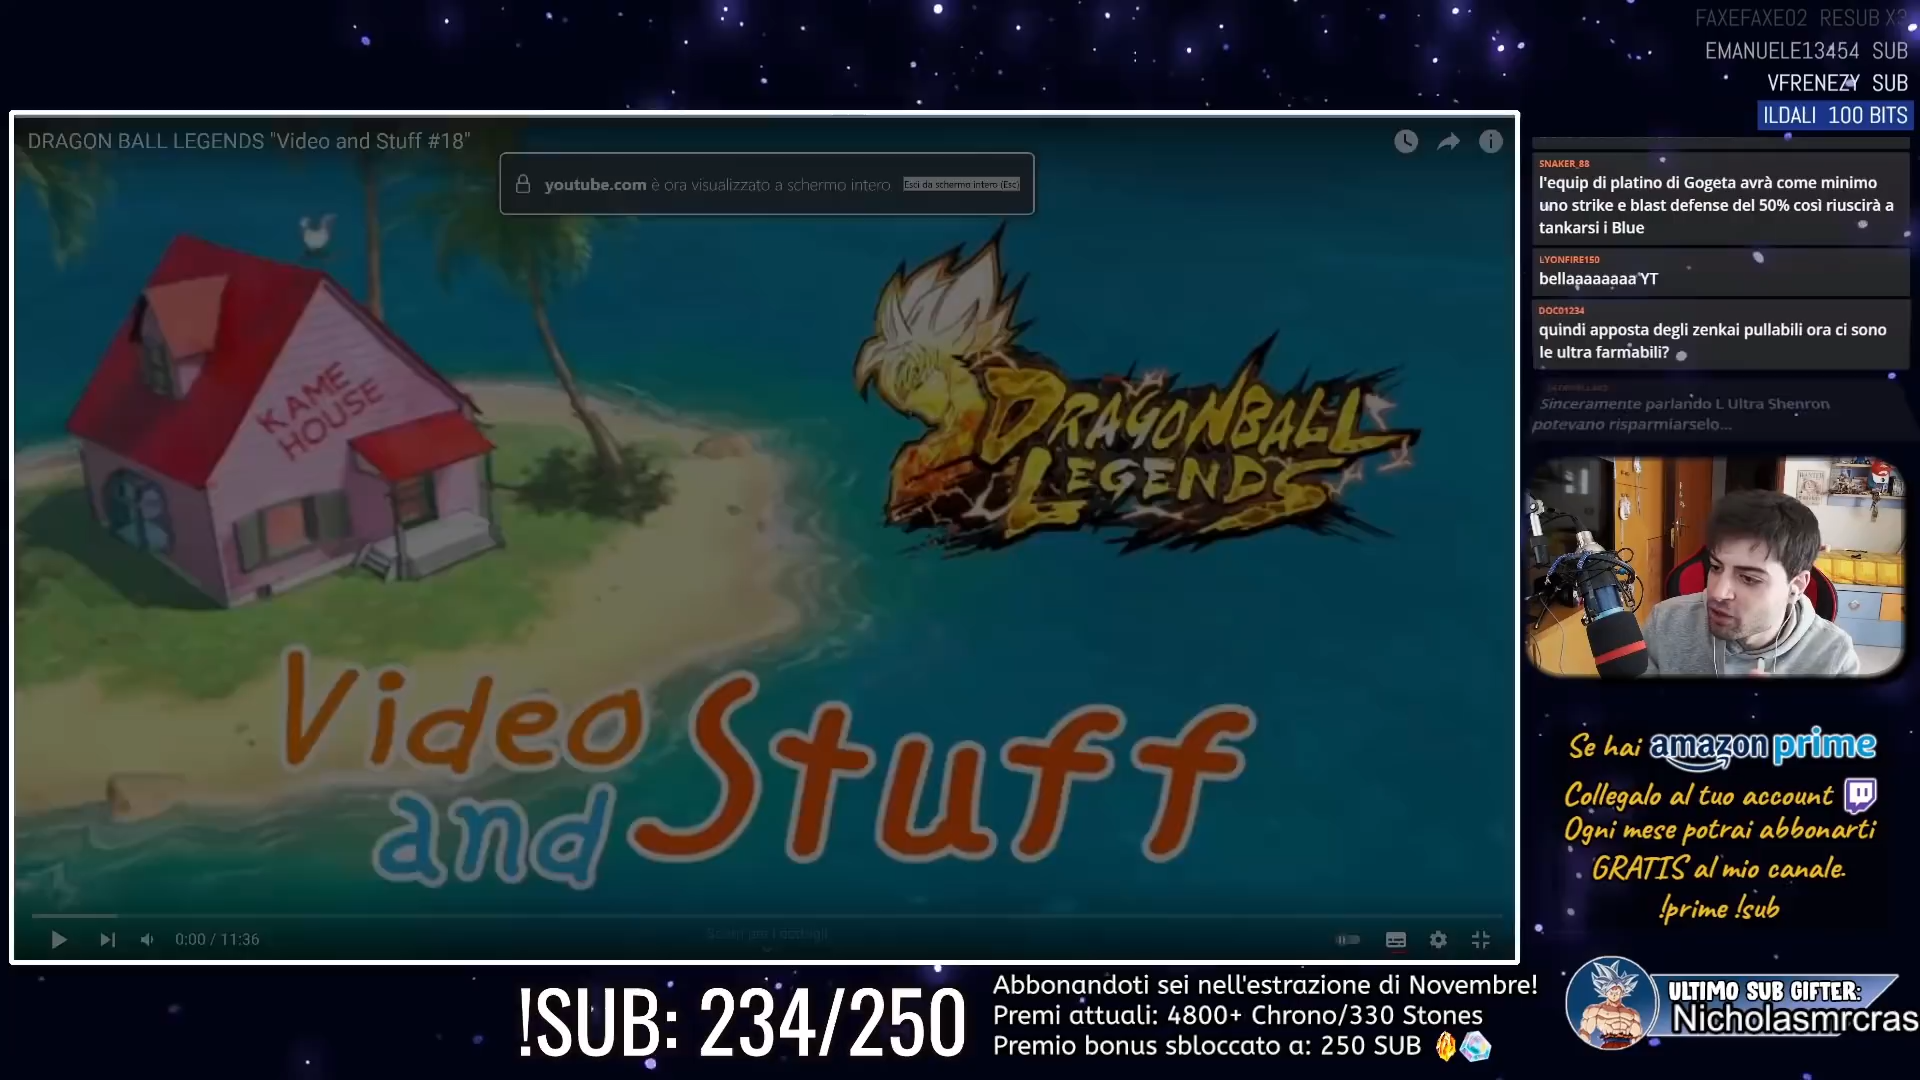 FAXEFAXE02 RESUB X3
EMANUELE13454 SUB
VFRENEZY SUB
ILDALI 100 BITS
DRAGON BALL LEGENDS "Video and Stuff #18"
youtube.com è ora visualizzato a schermo intero
Esci da schermo intero (Esc)
KAME
HOUSE
DRAGONBALL
LEGENDS
Video
and Stuff
0:00 / 11:36
SNAKER_88
l'equip di platino di Gogeta avrà come minimo
uno strike e blast defense del 50% così riuscirà a
tankarsi i Blue
LYONFIRE150
bellaaaaaaaa YT
DOC01234
quindi apposta degli zenkai pullabili ora ci sono
le ultra farmabili?
Sinceramente parlando L Ultra Shenron
potevano risparmiarselo...
Se hai amazon prime
Collegalo al tuo account
Ogni mese potrai abbonarti
GRATIS al mio canale.
!prime !sub
!SUB: 234/250
Abbonandoti sei nell'estrazione di Novembre!
Premi attuali: 4800+ Chrono/330 Stones
Premio bonus sbloccato a: 250 SUB
ULTIMO SUB GIFTER:
Nicholasmrcras